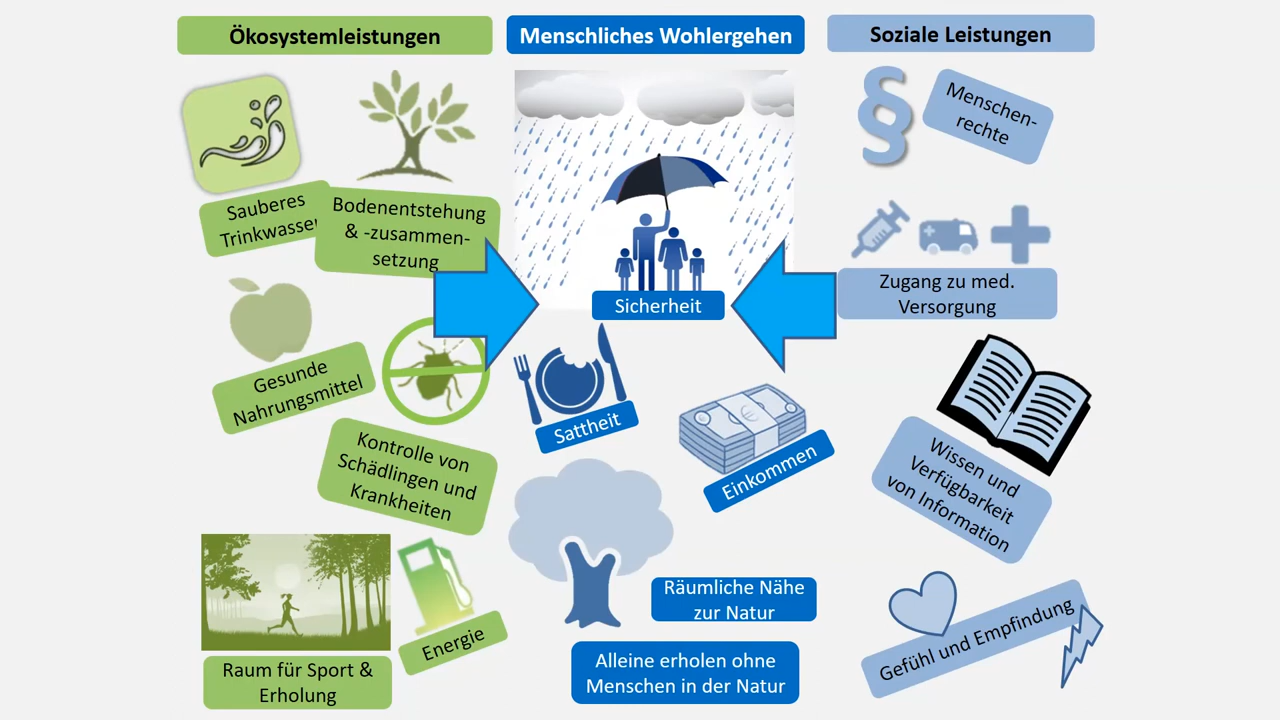 Ökosystemleistungen
Sauberes
Trinkwasser
Bodenentstehung
& -zusammen-
setzung
Gesunde
Nahrungsmittel
Kontrolle von
Schädlingen und
Krankheiten
Raum für Sport &
Erholung
Energie
Menschliches Wohlergehen
Sicherheit
Sattheit
Einkommen
Räumliche Nähe
zur Natur
Alleine erholen ohne
Menschen in der Natur
Soziale Leistungen
§
Menschen-
rechte
Zugang zu med.
Versorgung
Wissen und
Verfügbarkeit
von Information
Gefühl und Empfindung